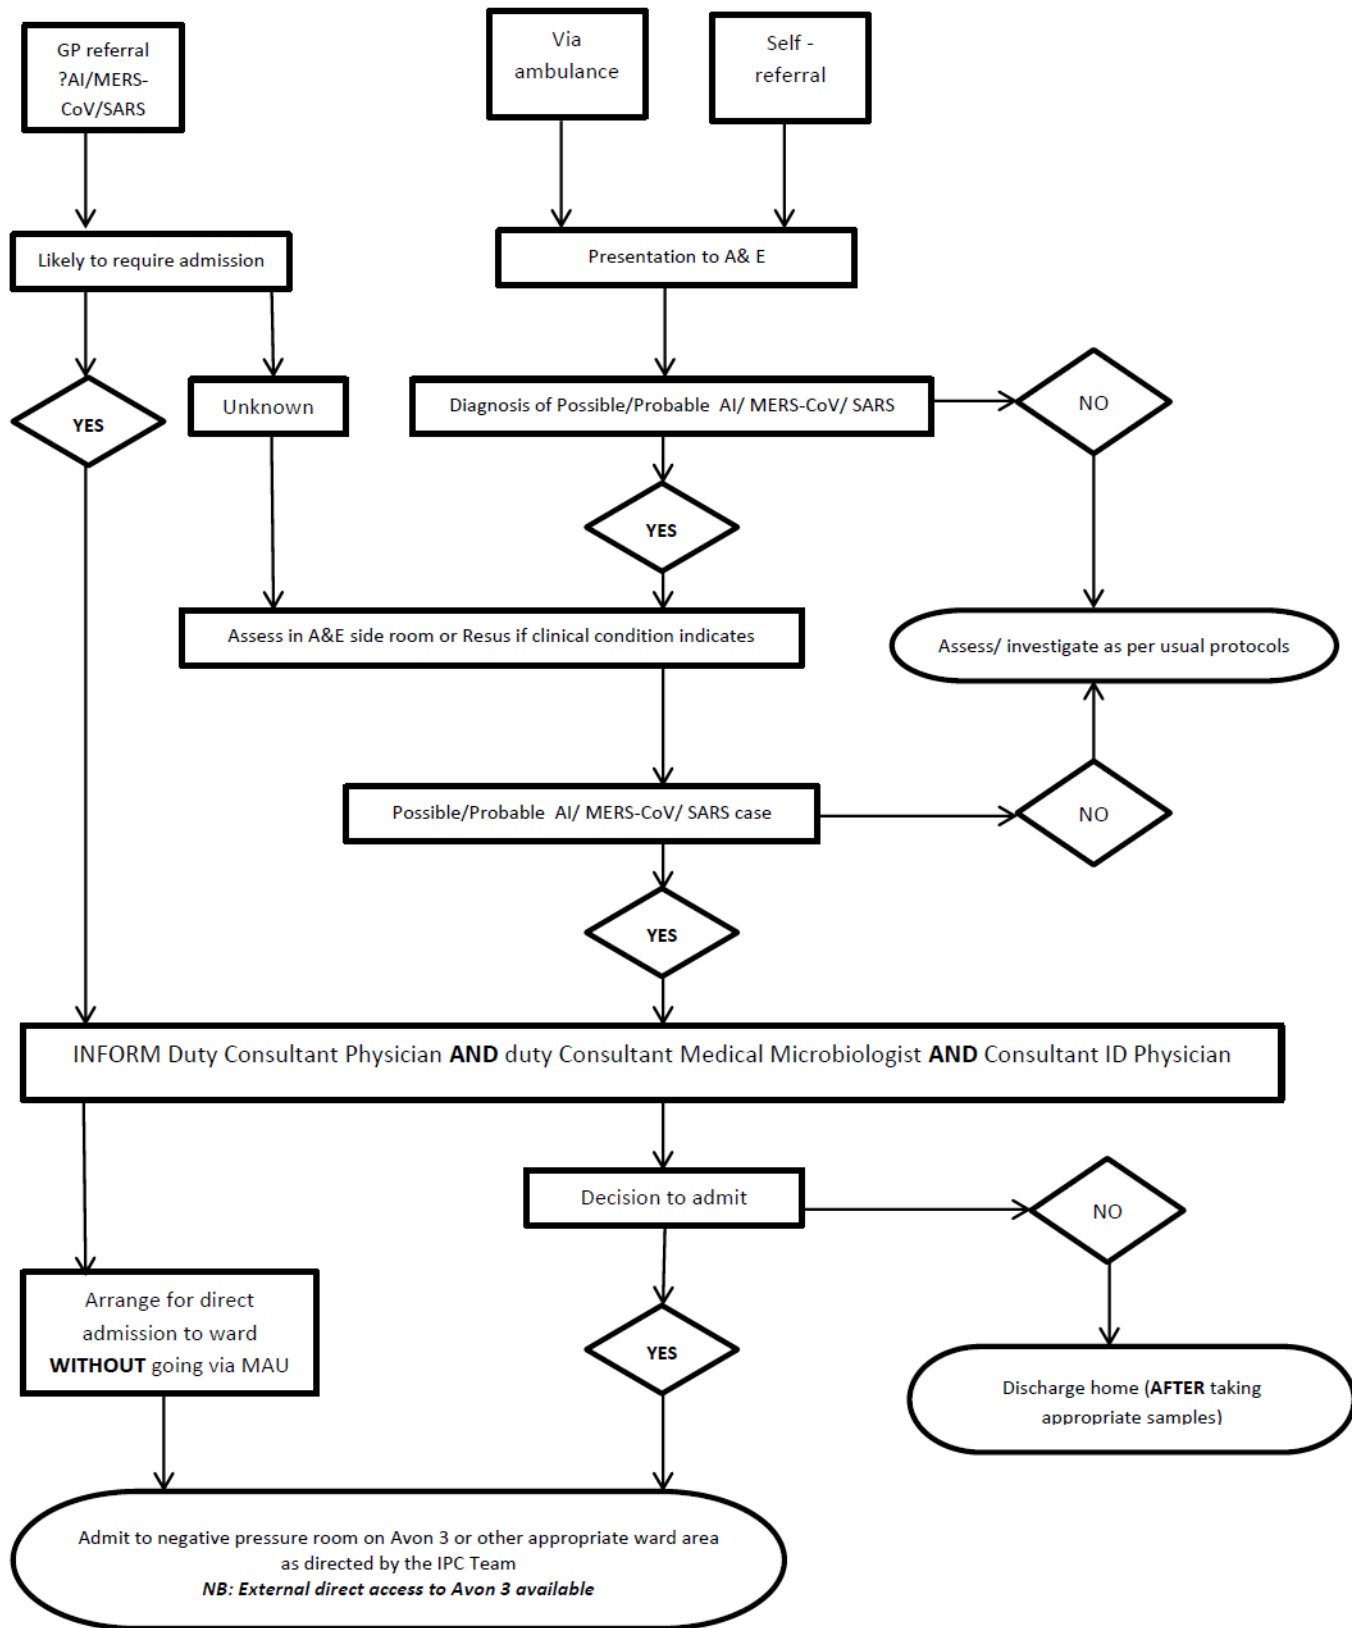 GP referral
?AI/MERS-
CoV/SARS
Via
ambulance
Self -
referral
Likely to require admission
Presentation to A& E
YES
Unknown
Diagnosis of Possible/Probable AI/ MERS-CoV/ SARS
NO
YES
Assess in A&E side room or Resus if clinical condition indicates
Assess/ investigate as per usual protocols
Possible/Probable AI/ MERS-CoV/ SARS case
NO
YES
INFORM Duty Consultant Physician AND duty Consultant Medical Microbiologist AND Consultant ID Physician
Decision to admit
NO
Arrange for direct
admission to ward
WITHOUT going via MAU
YES
Discharge home (AFTER taking
appropriate samples)
Admit to negative pressure room on Avon 3 or other appropriate ward area
as directed by the IPC Team
NB: External direct access to Avon 3 available